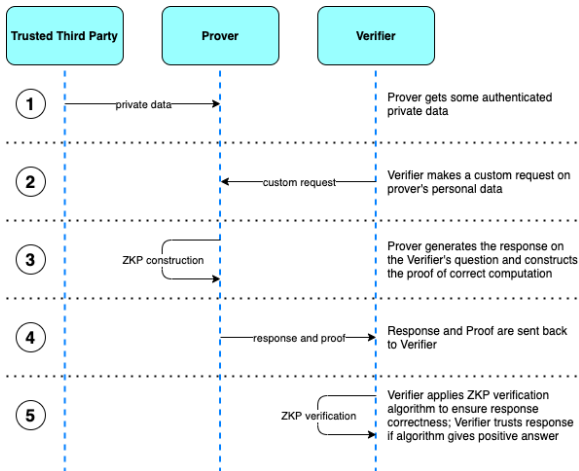 Trusted Third Party
Prover
Verifier
1
private data
Prover gets some authenticated
private data
2
custom request
Verifier makes a custom request on
prover's personal data
3
ZKP construction
Prover generates the response on
the Verifier's question and constructs
the proof of correct computation
4
response and proof
Response and Proof are sent back
to Verifier
5
ZKP verification
Verifier applies ZKP verification
algorithm to ensure response
correctness; Verifier trusts response
if algorithm gives positive answer